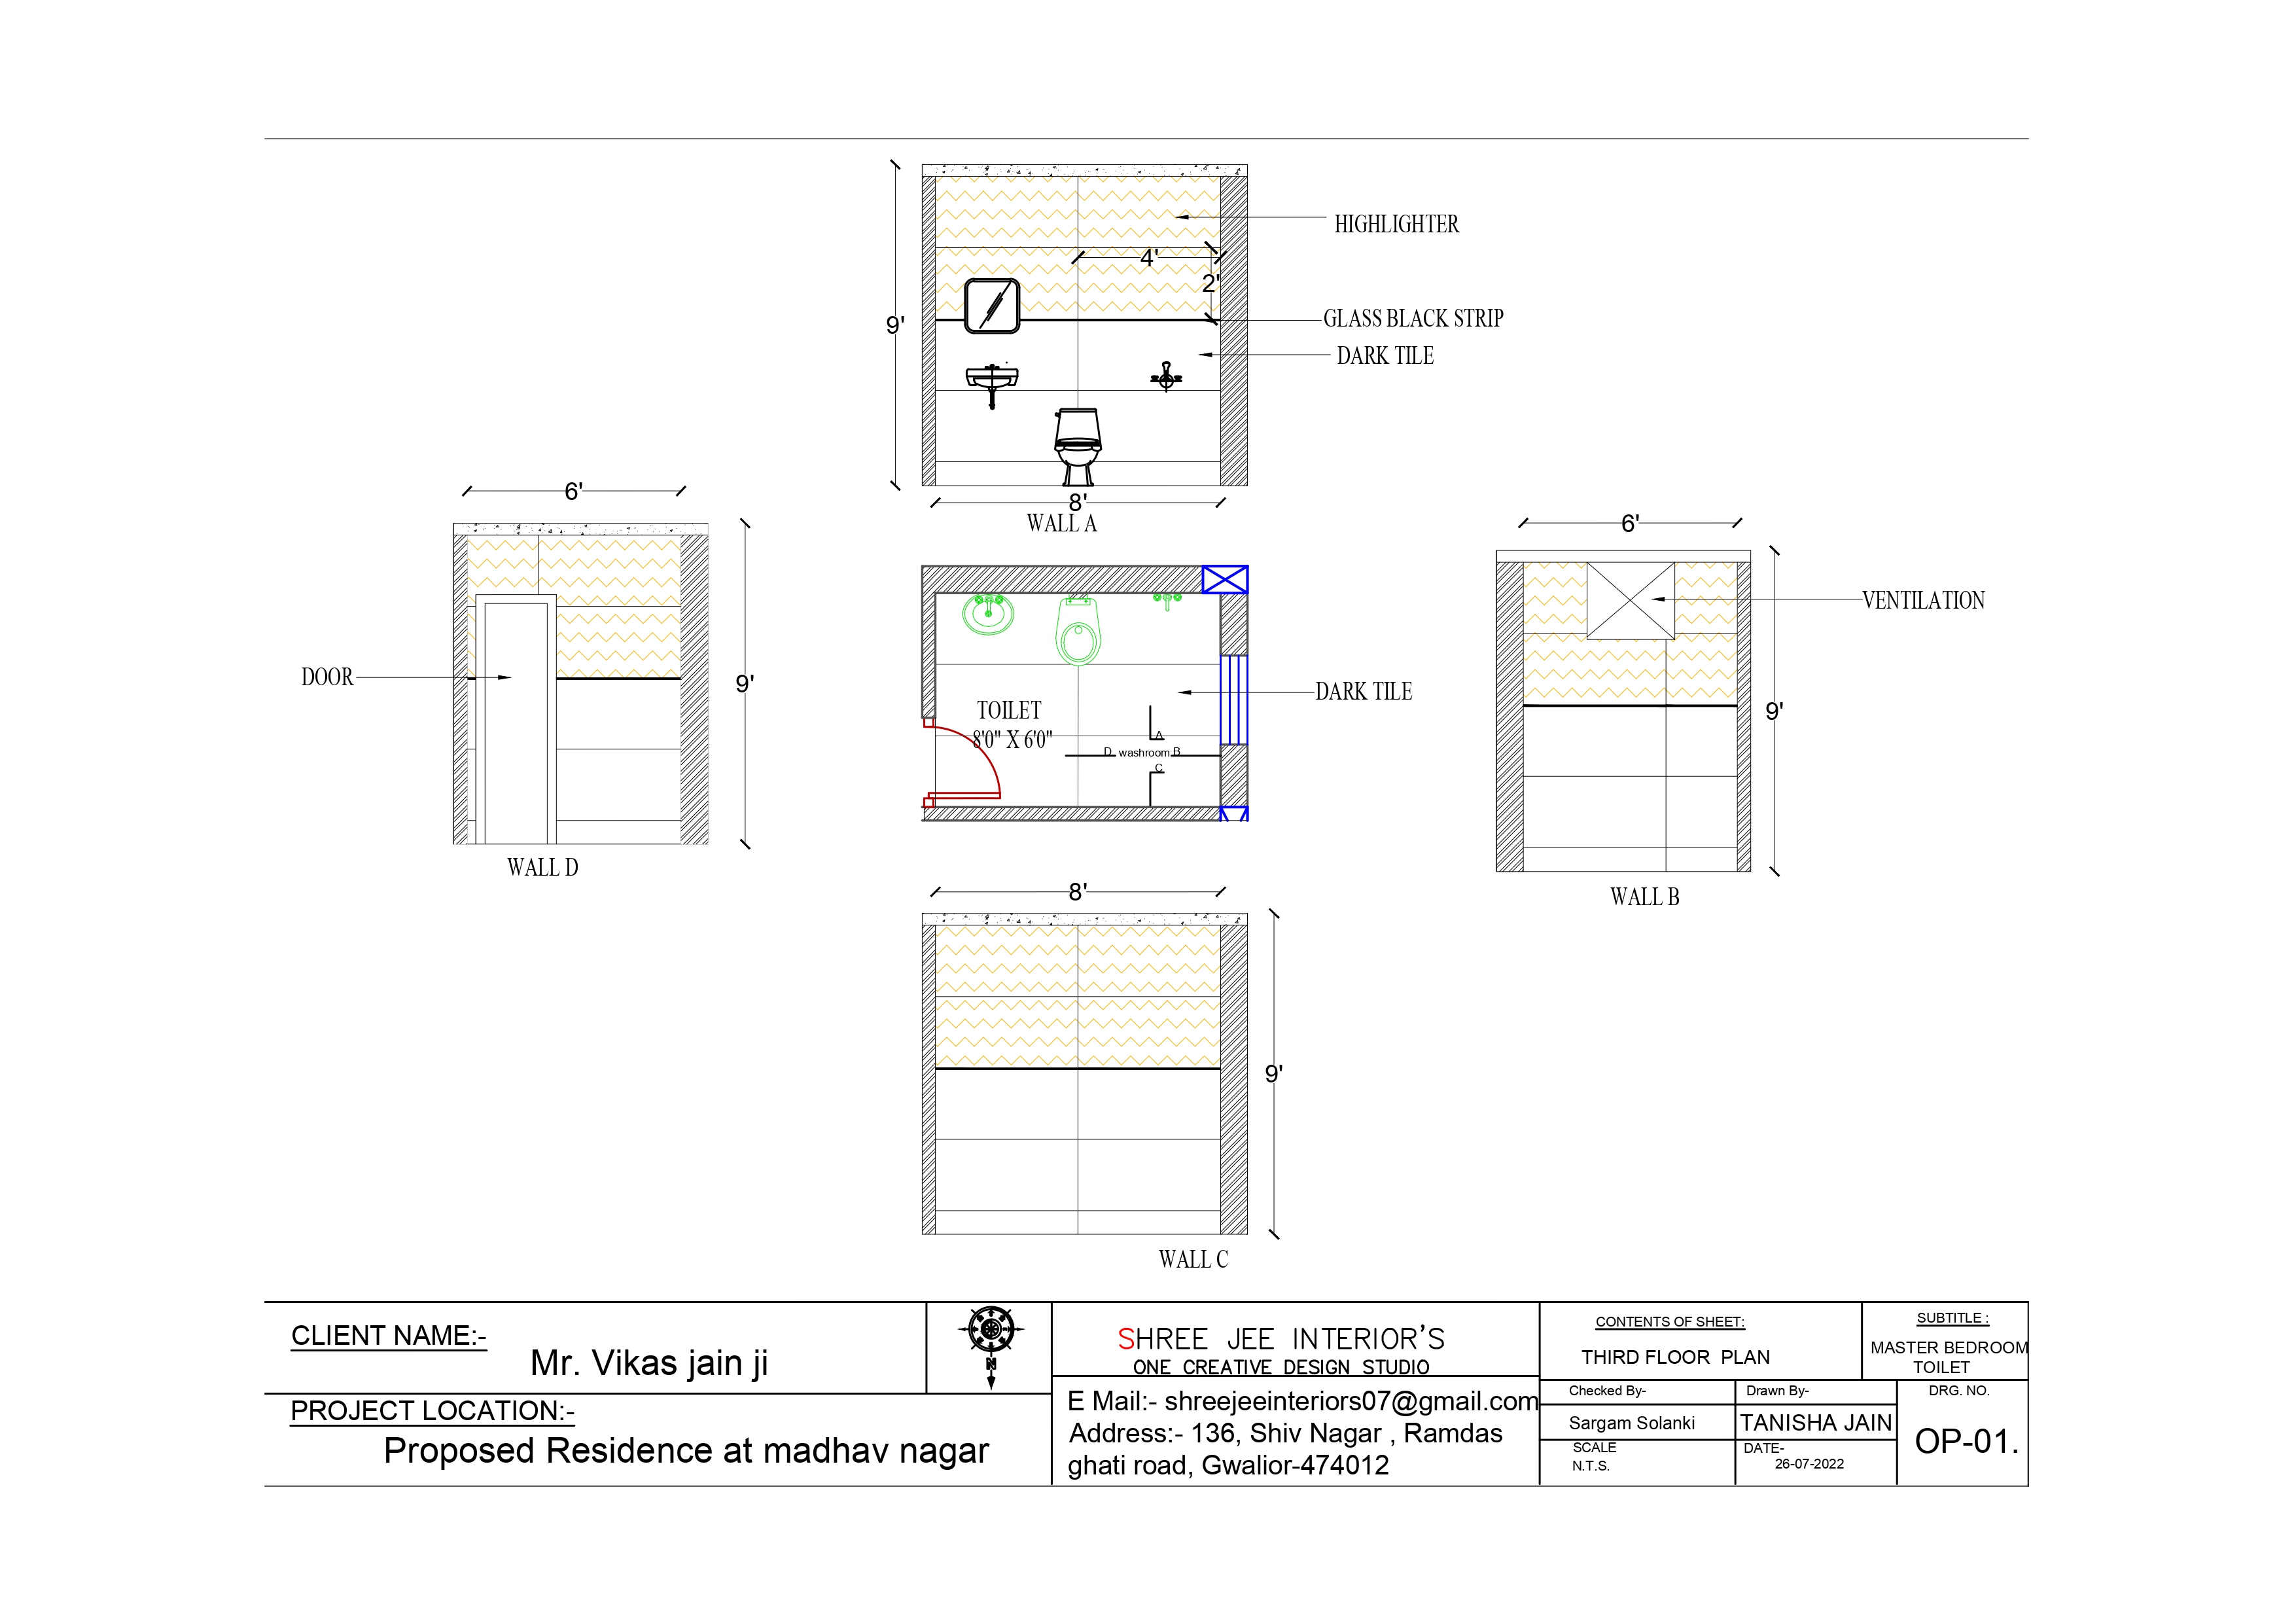 HIGHLIGHTER
4'
2'
9'
GLASS BLACK STRIP
DARK TILE
8'
WALL A
6'
DOOR
9'
WALL D
TOILET
8'0" X 6'0"
DARK TILE
A
D washroom B
C
6'
VENTILATION
9'
WALL B
8'
9'
WALL C
CLIENT NAME:-
Mr. Vikas jain ji
PROJECT LOCATION:-
Proposed Residence at madhav nagar
N
SHREE JEE INTERIOR'S
ONE CREATIVE DESIGN STUDIO
E Mail:- shreejeeinteriors07@gmail.com
Address:- 136, Shiv Nagar , Ramdas
ghati road, Gwalior-474012
CONTENTS OF SHEET:
THIRD FLOOR PLAN
SUBTITLE :
MASTER BEDROOM
TOILET
Checked By-
Sargam Solanki
Drawn By-
TANISHA JAIN
SCALE
N.T.S.
DATE-
26-07-2022
DRG. NO.
OP-01.